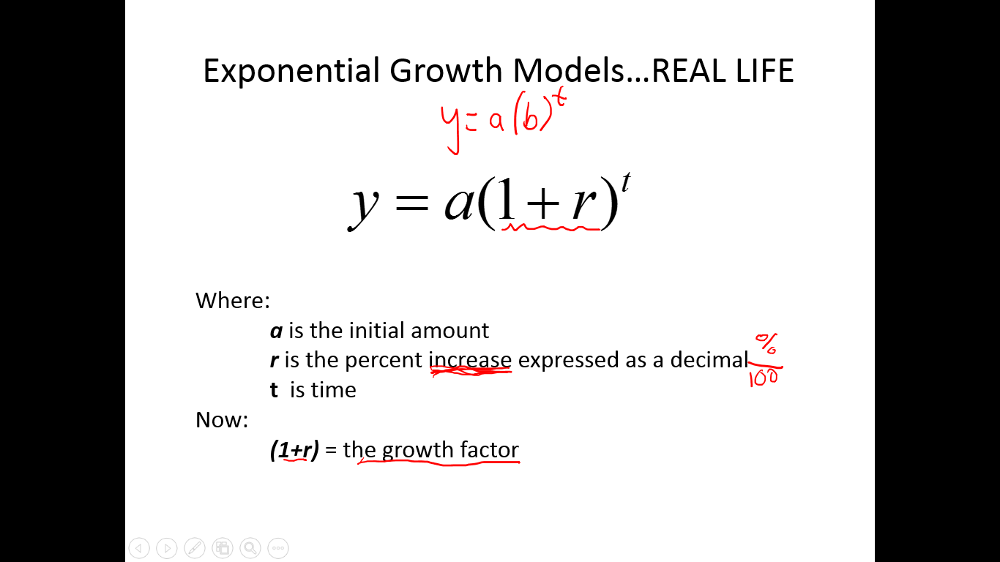 Exponential Growth Models...REAL LIFE
y = a(b)^t
y = a(1 + r)^t
Where:
a is the initial amount
r is the percent increase expressed as a decimal %/100
t is time
Now:
(1+r) = the growth factor